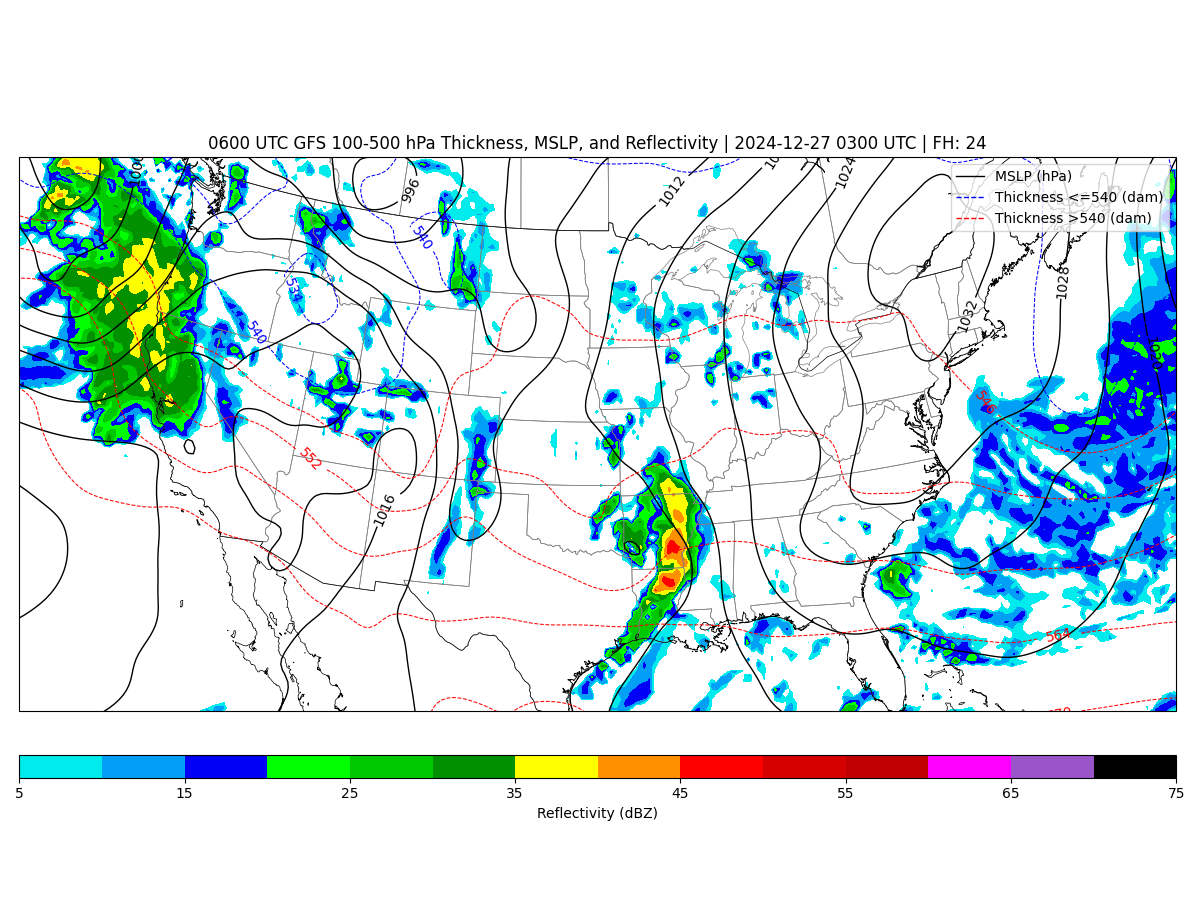 0600 UTC GFS 100-500 hPa Thickness, MSLP, and Reflectivity | 2024-12-27 0300 UTC | FH: 24
MSLP (hPa)
Thickness <=540 (dam)
Thickness >540 (dam)
996
1012
1024
540
534
540
1028
1032
546
552
1016
564
5 15 25 35 45 55 65 75
Reflectivity (dBZ)